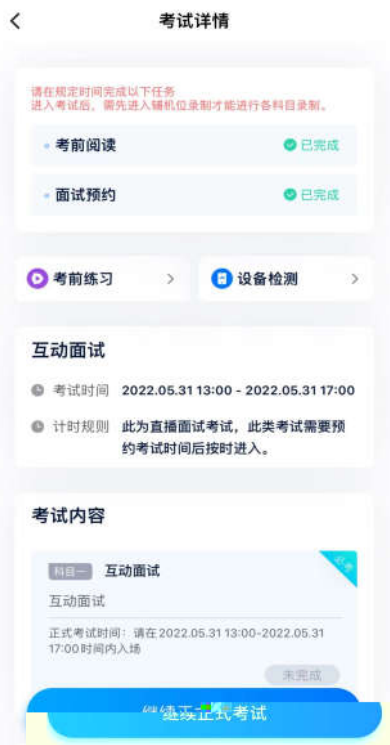 考试详情
请在规定时间完成以下任务
进入考试后，需先进入辅机位录制才能进行各科目录制。
考前阅读 已完成
面试预约 已完成
考前练习 设备检测
互动面试
考试时间 2022.05.31 13:00 - 2022.05.31 17:00
计时规则 此为直播面试考试，此类考试需要预
约考试时间后按时进入。
考试内容
必考
科目一 互动面试
互动面试
正式考试时间：请在2022.05.31 13:00-2022.05.31
17:00时间内入场
未完成
继续正式考试